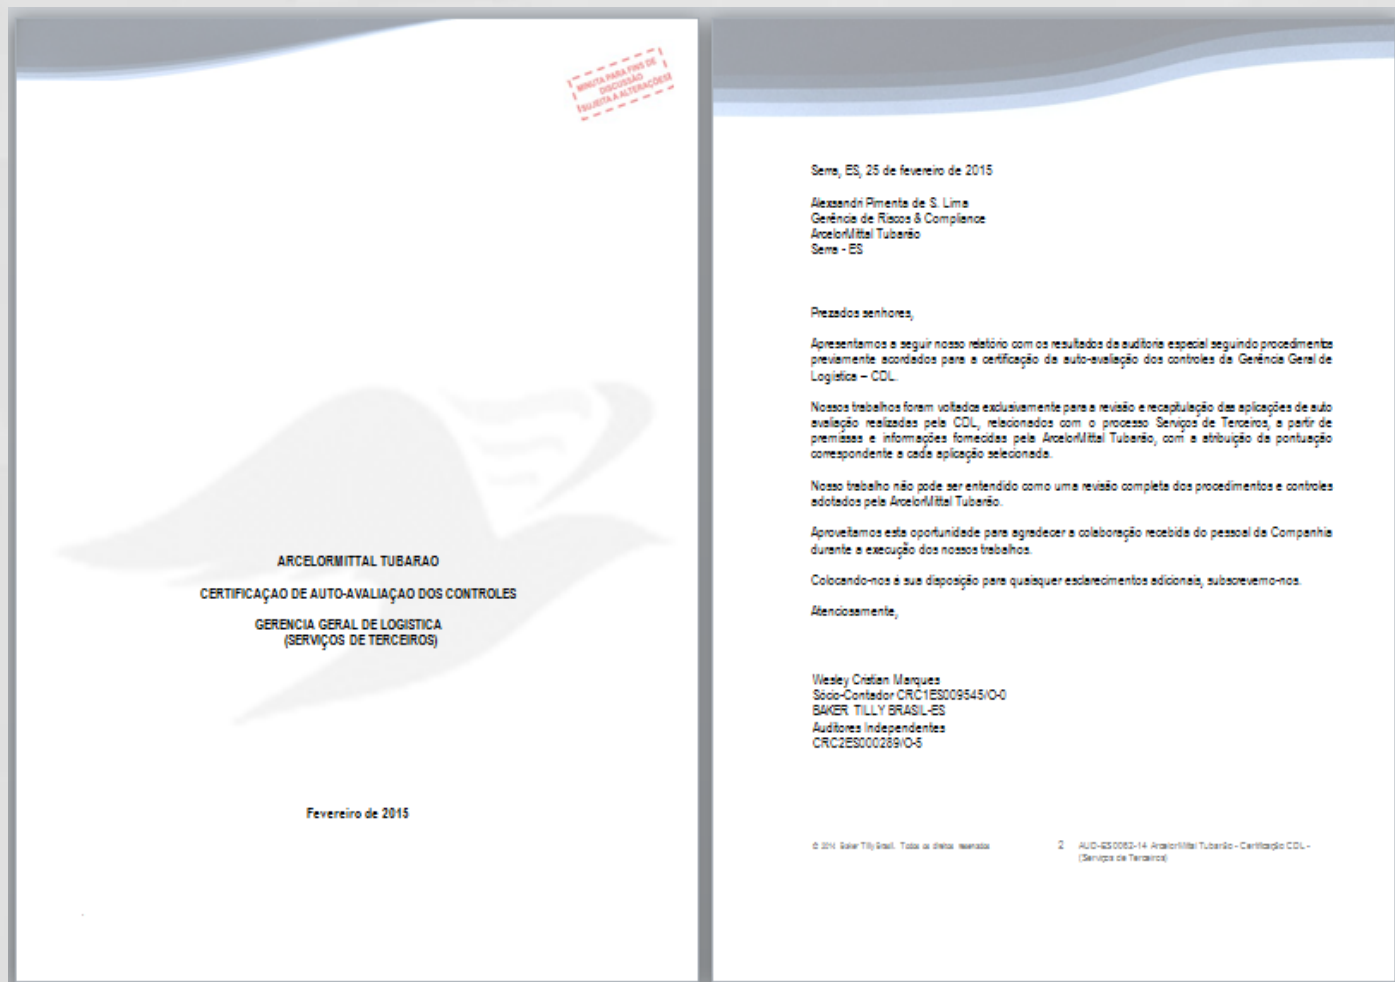 MINUTA PARA FINS DE
DISCUSSÃO
(SUJEITA A ALTERAÇÕES)
ARCELORMITTAL TUBARAO
CERTIFICAÇAO DE AUTO-AVALIAÇAO DOS CONTROLES
GERENCIA GERAL DE LOGISTICA
(SERVIÇOS DE TERCEIROS)
Fevereiro de 2015
Serra, ES, 25 de fevereiro de 2015
Alexsandri Pimenta de S. Lima
Gerência de Riscos & Compliance
ArcelorMittal Tubarão
Serra - ES
Prezados senhores,
Apresentamos a seguir nosso relatório com os resultados da auditoria especial seguindo procedimentos
previamente acordados para a certificação da auto-avaliação dos controles da Gerência Geral de
Logística – CDL.
Nossos trabalhos foram voltados exclusivamente para a revisão e recapitulação das aplicações de auto
avaliação realizadas pela CDL, relacionados com o processo Serviços de Terceiros, a partir de
premissas e informações fornecidas pela ArcelorMittal Tubarão, com a atribuição da pontuação
correspondente a cada aplicação selecionada.
Nosso trabalho não pode ser entendido como uma revisão completa dos procedimentos e controles
adotados pela ArcelorMittal Tubarão.
Aproveitamos esta oportunidade para agradecer a colaboração recebida do pessoal da Companhia
durante a execução dos nossos trabalhos.
Colocando-nos à sua disposição para quaisquer esclarecimentos adicionais, subscrevemo-nos.
Atenciosamente,
Wesley Cristian Marques
Sócio-Contador CRC1ES009545/O-0
BAKER TILLY BRASIL-ES
Auditores Independentes
CRC2ES000289/O-5
© 2014 Baker Tilly Brasil. Todos os direitos reservados
2 AUD-ES0062-14 ArcelorMittal Tubarão - Certificação CDL -
(Serviços de Terceiros)